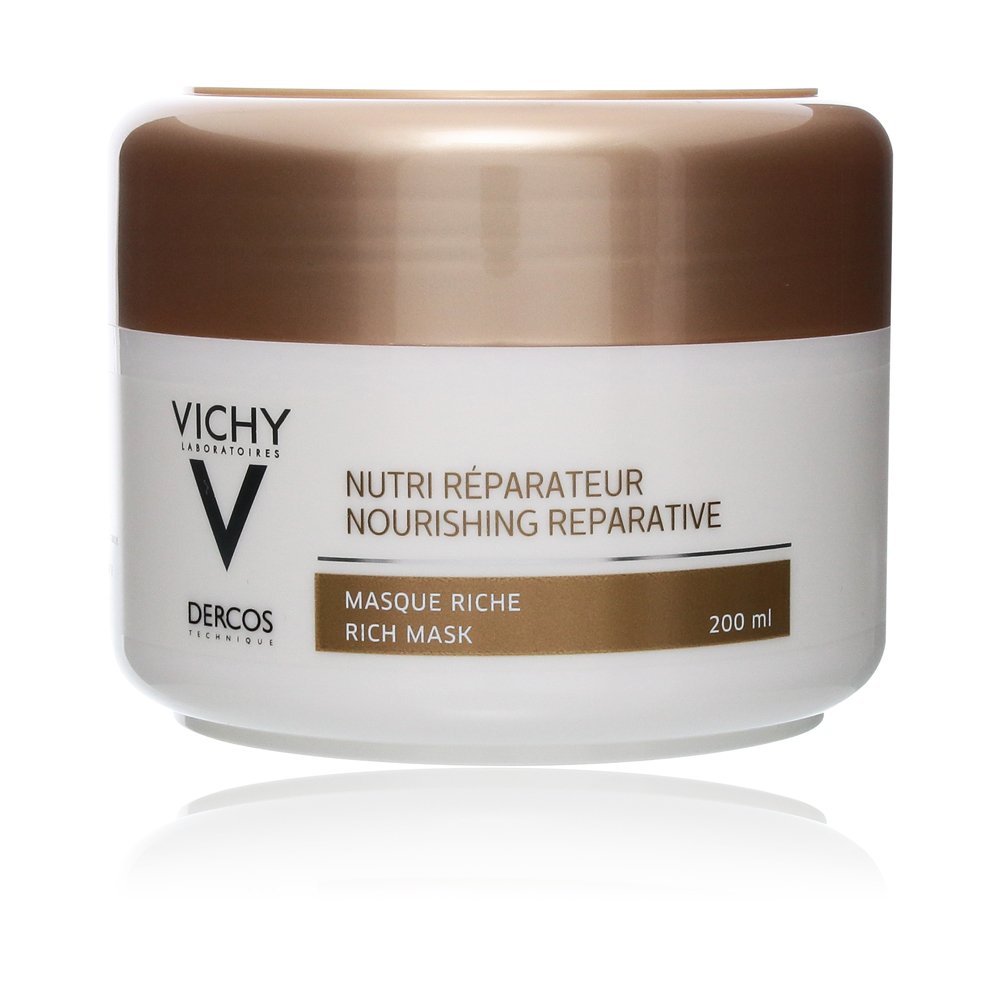 VICHY
LABORATOIRES
V
DERCOS
TECHNIQUE
NUTRI RÉPARATEUR
NOURISHING REPARATIVE
MASQUE RICHE
RICH MASK
200 ml